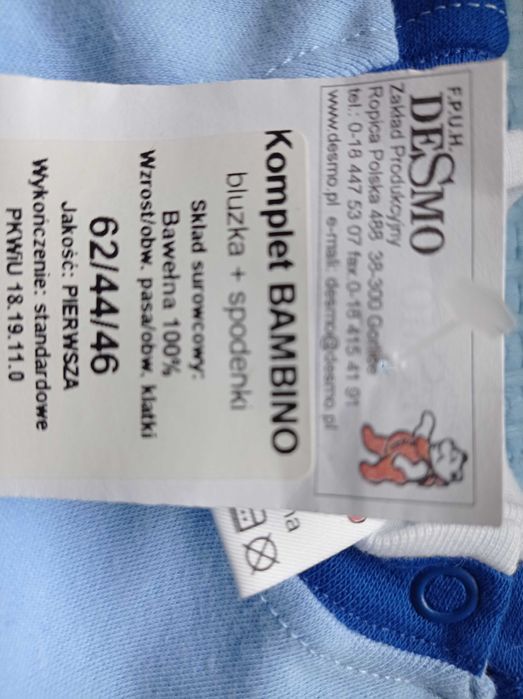 F.P.U.H.
DESMO
Zakład Produkcyjny
Ropica Polska 488 38-300 Gorlice
tel.: 0-18 447 53 07 fax 0-18 415 41 91
www.desmo.pl e-mail: desmo@desmo.pl
Komplet BAMBINO
bluzka + spodenki
Skład surowcowy:
Bawełna 100%
Wzrost/obw. pasa/obw. klatki
62/44/46
Jakość: PIERWSZA
Wykończenie: standardowe
PKWiU 18.19.11.0
na